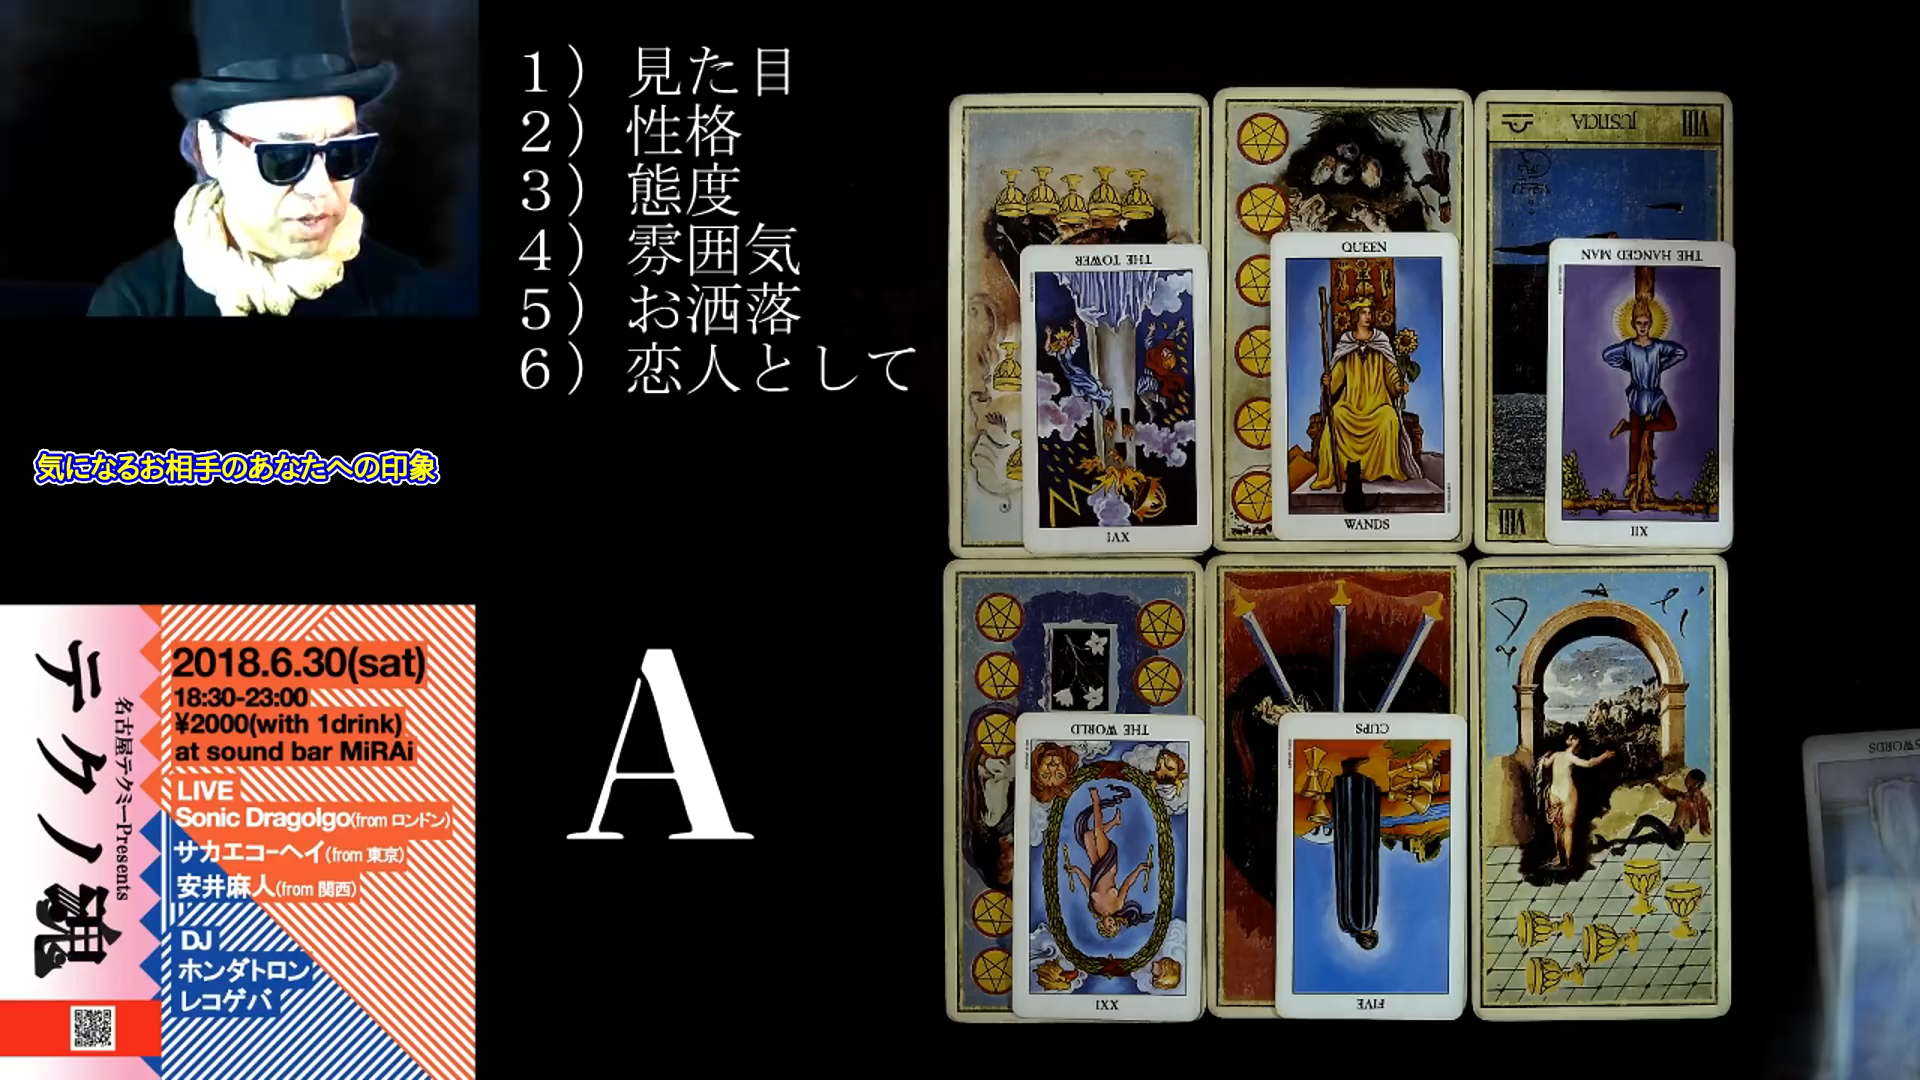 1） 見た目
2） 性格
3） 態度
4） 雰囲気
5） お洒落
6） 恋人として
気になるお相手のあなたへの印象
テクノ魂
名古屋テクミーPresents
2018.6.30(sat)
18:30-23:00
¥2000(with 1drink)
at sound bar MiRAi
LIVE
Sonic Dragolgo(from ロンドン)
サカエコーヘイ(from 東京)
安井麻人(from 関西)
DJ
ホンダトロン
レコゲバ
A
VIII JUSTICIA
VIII
THE TOWER
XVI
QUEEN
WANDS
THE HANGED MAN
XII
THE WORLD
XXI
CUPS
FIVE
Dalí
SWORDS